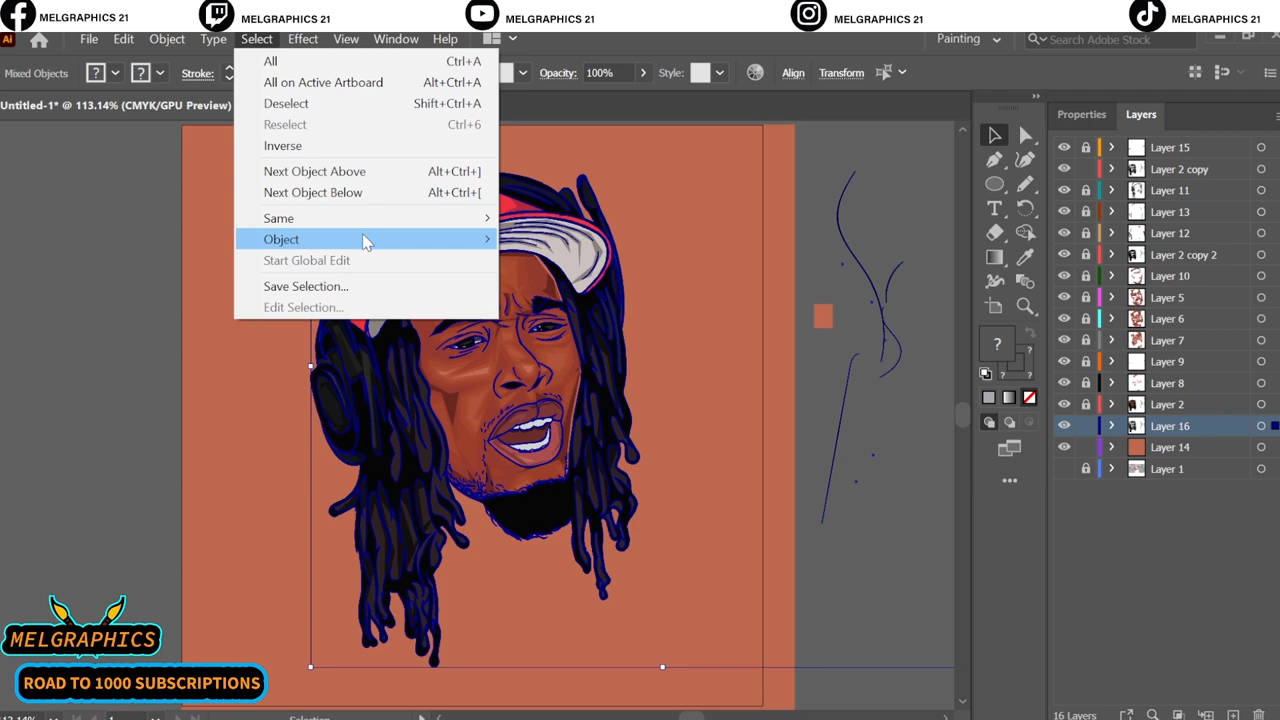 MELGRAPHICS 21
MELGRAPHICS 21
MELGRAPHICS 21
MELGRAPHICS 21
MELGRAPHICS 21
Ai
File Edit Object Type Select Effect View Window Help
Painting
Search Adobe Stock
Mixed Objects
?
?
Stroke:
Opacity: 100%
Style:
Align
Transform
Untitled-1* @ 113.14% (CMYK/GPU Preview)
All Ctrl+A
All on Active Artboard Alt+Ctrl+A
Deselect Shift+Ctrl+A
Reselect Ctrl+6
Inverse
Next Object Above Alt+Ctrl+]
Next Object Below Alt+Ctrl+[
Same
Object
Start Global Edit
Save Selection...
Edit Selection...
Properties
Layers
Layer 15
Layer 2 copy
Layer 11
Layer 13
Layer 12
Layer 2 copy 2
Layer 10
Layer 5
Layer 6
Layer 7
Layer 9
Layer 8
Layer 2
Layer 16
Layer 14
Layer 1
T
?
?
?
?
MELGRAPHICS
ROAD TO 1000 SUBSCRIPTIONS
1
Selection
16 Layers